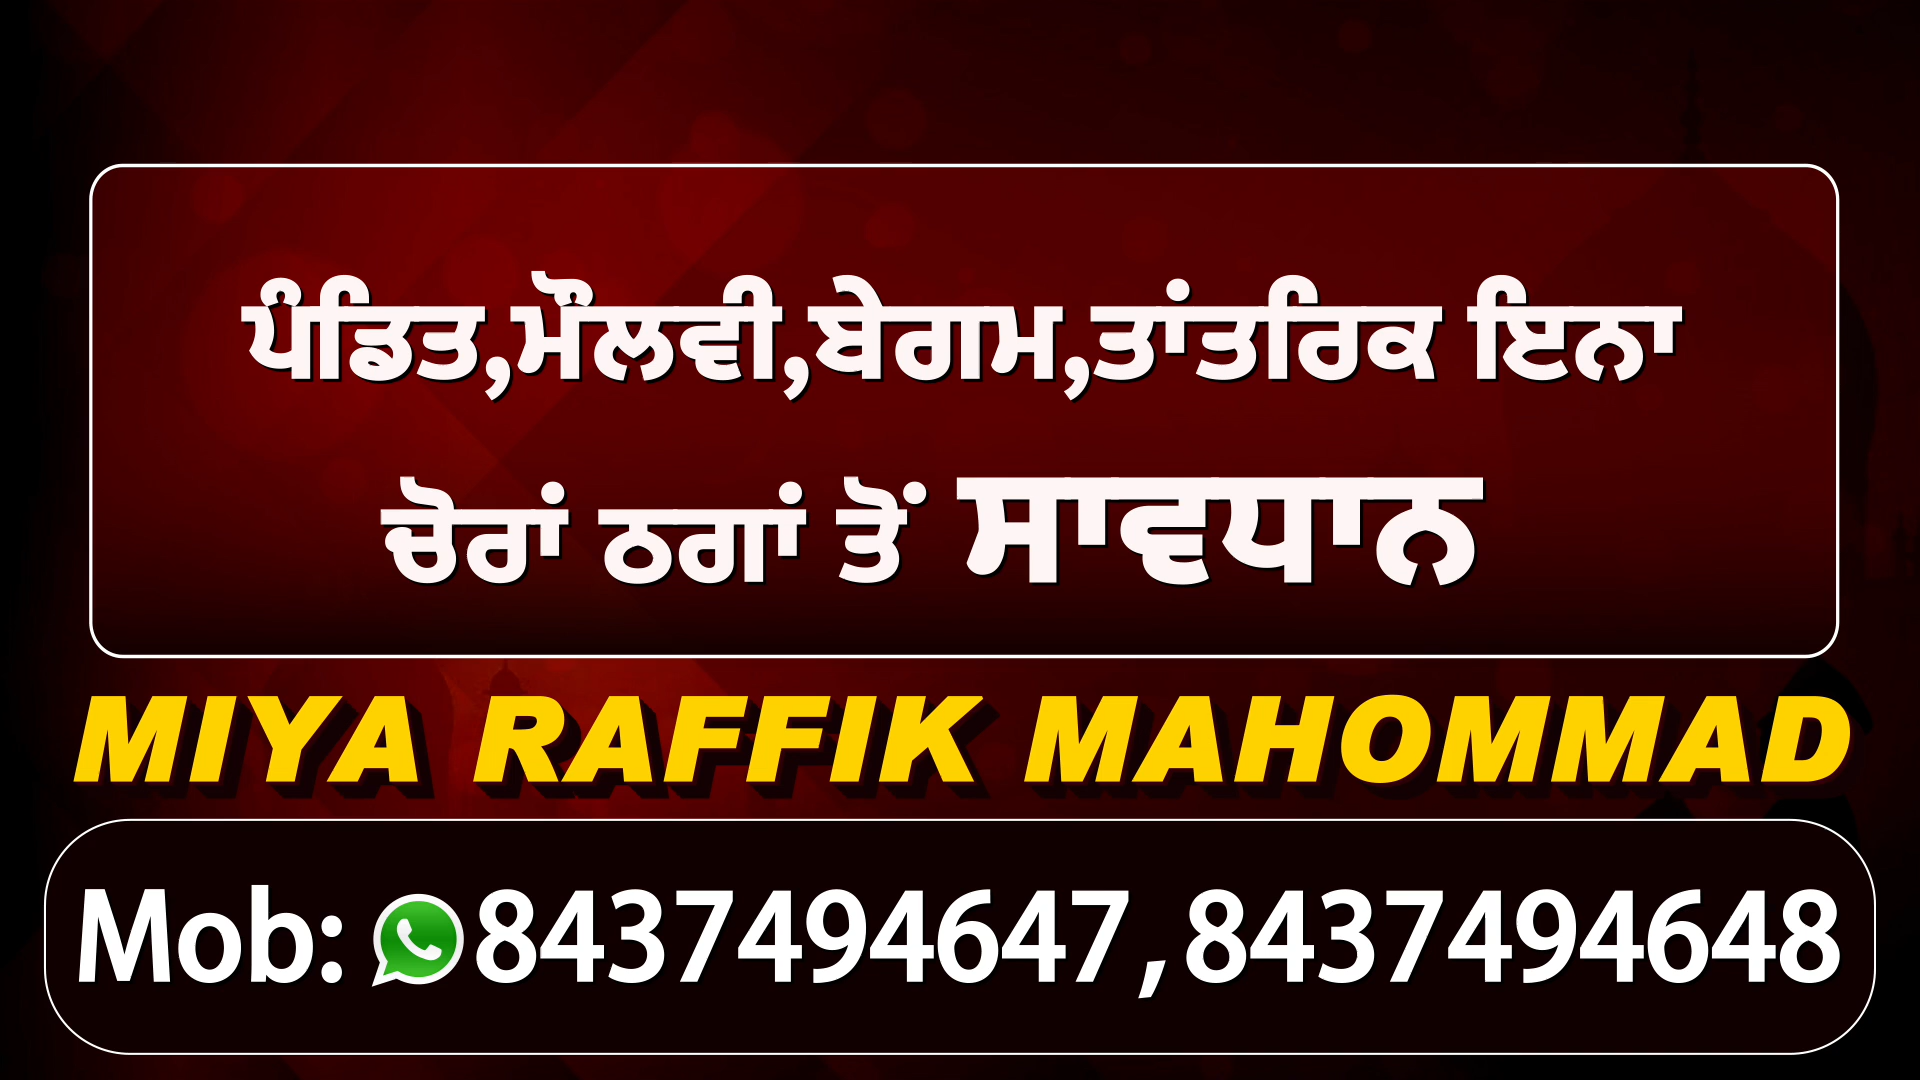 ਪੰਡਿਤ,ਮੌਲਵੀ,ਬੇਗਮ,ਤਾਂਤਰਿਕ ਇਨਾ
ਚੋਰਾਂ ਠਗਾਂ ਤੋਂ ਸਾਵਧਾਨ
MIYA RAFFIK MAHOMMAD
Mob: 8437494647, 8437494648